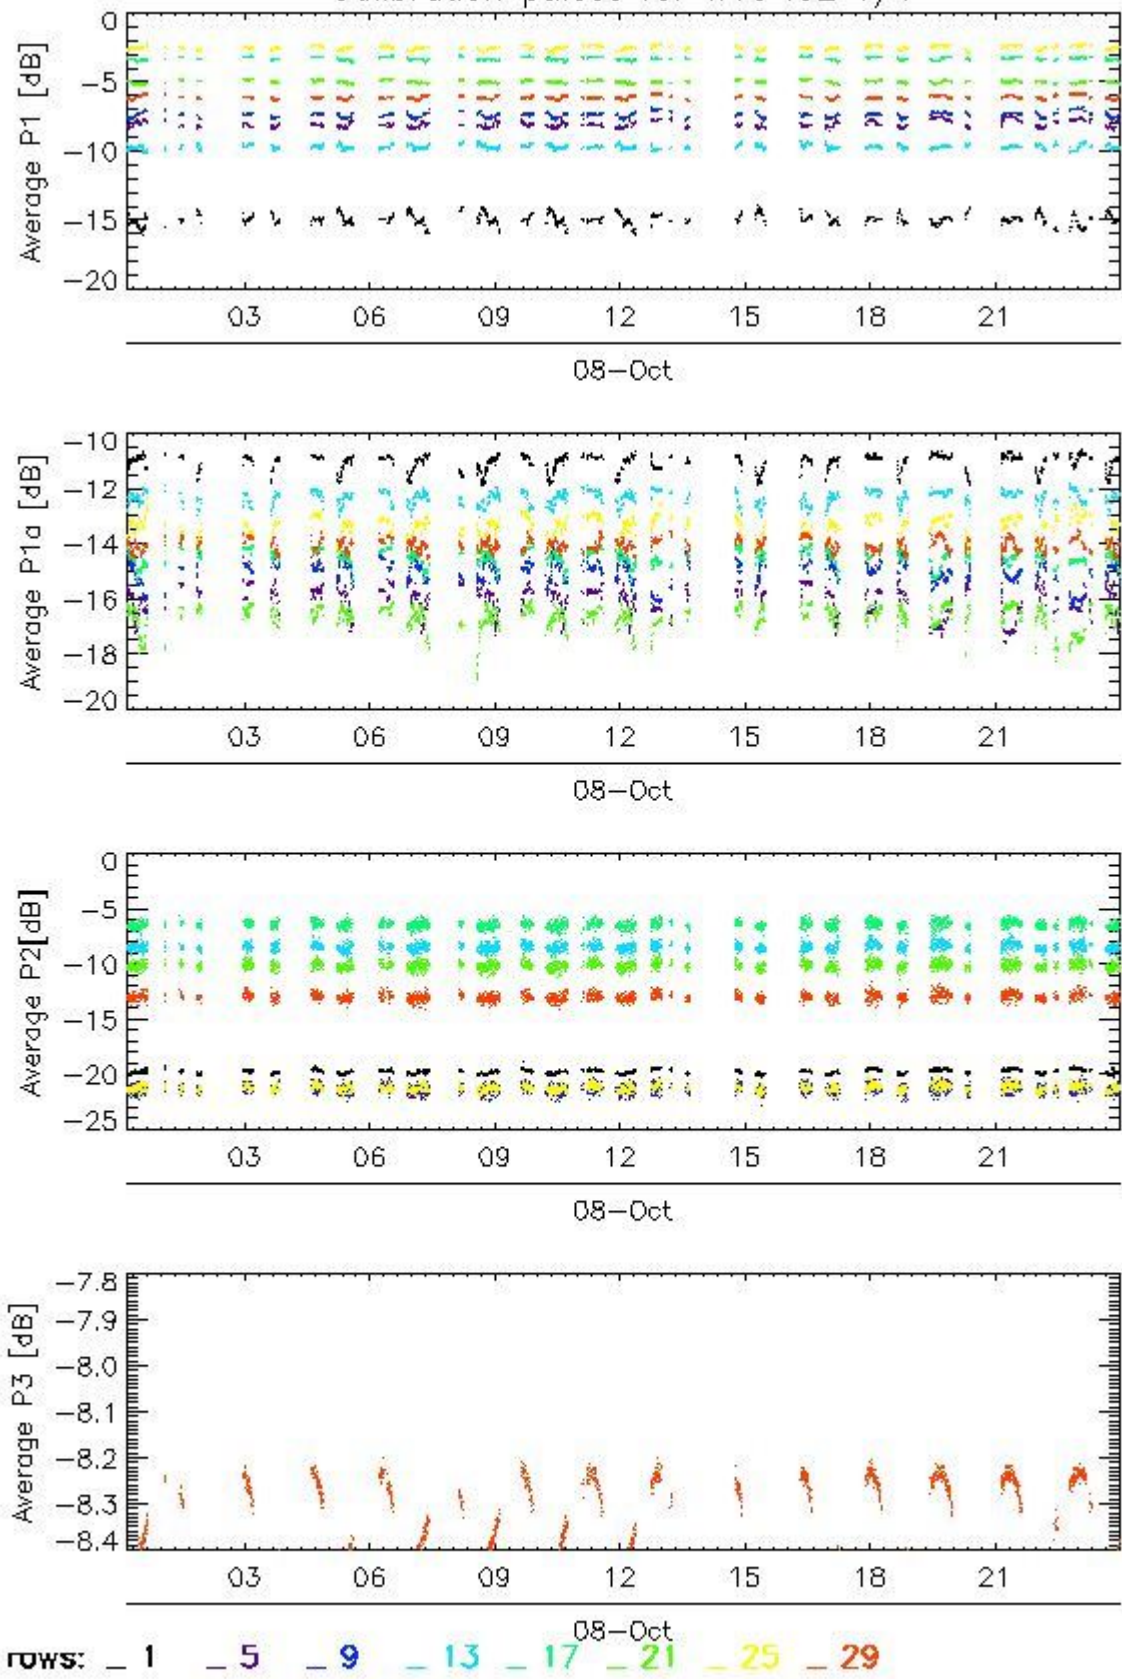 0
−5
−10
−15
−20
Average P1 [dB]
03 06 09 12 15 18 21
08−Oct
−10
−12
−14
−16
−18
−20
Average P1a [dB]
03 06 09 12 15 18 21
08−Oct
0
−5
−10
−15
−20
−25
Average P2[dB]
03 06 09 12 15 18 21
08−Oct
−7.8
−7.9
−8.0
−8.1
−8.2
−8.3
−8.4
Average P3 [dB]
03 06 09 12 15 18 21
08−Oct
rows: _ 1 _ 5 _ 9 _ 13 _ 17 _ 21 _ 25 _ 29